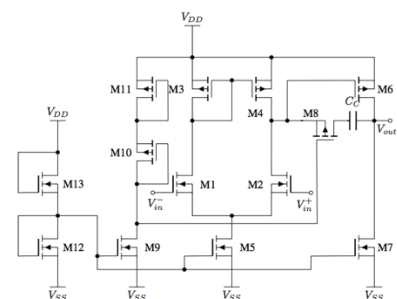 V_DD
M11
M3
M6
M4
M8
C_C
V_out
V_DD
M10
M13
M1
M2
V_in^-
V_in^+
M12
M9
M5
M7
V_SS
V_SS
V_SS
V_SS